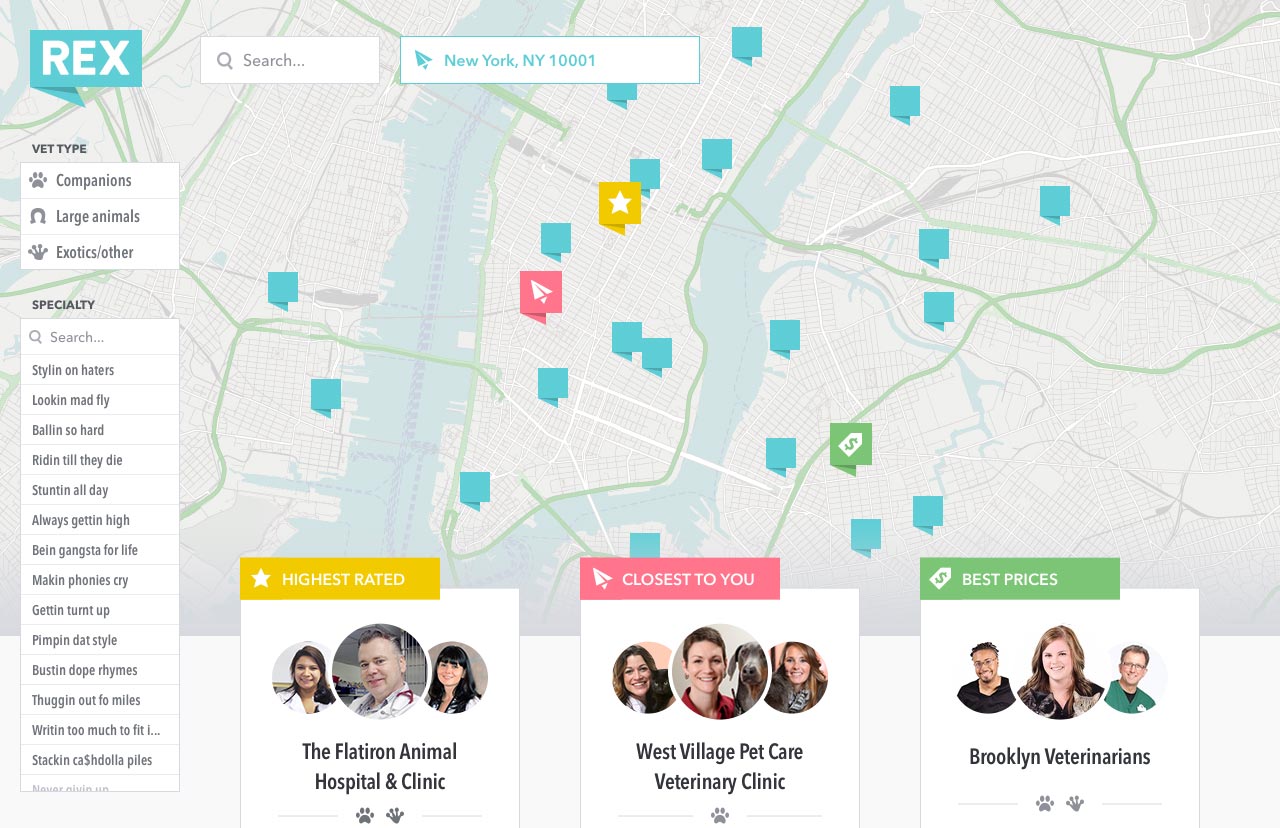 REX
Search...
New York, NY 10001
VET TYPE
Companions
Large animals
Exotics/other
SPECIALTY
Search...
Stylin on haters
Lookin mad fly
Ballin so hard
Ridin till they die
Stuntin all day
Always gettin high
Bein gangsta for life
Makin phonies cry
Gettin turnt up
Pimpin dat style
Bustin dope rhymes
Thuggin out fo miles
Writin too much to fit i...
Stackin ca$hdolla piles
Never givin up
HIGHEST RATED
The Flatiron Animal
Hospital & Clinic
CLOSEST TO YOU
West Village Pet Care
Veterinary Clinic
BEST PRICES
Brooklyn Veterinarians